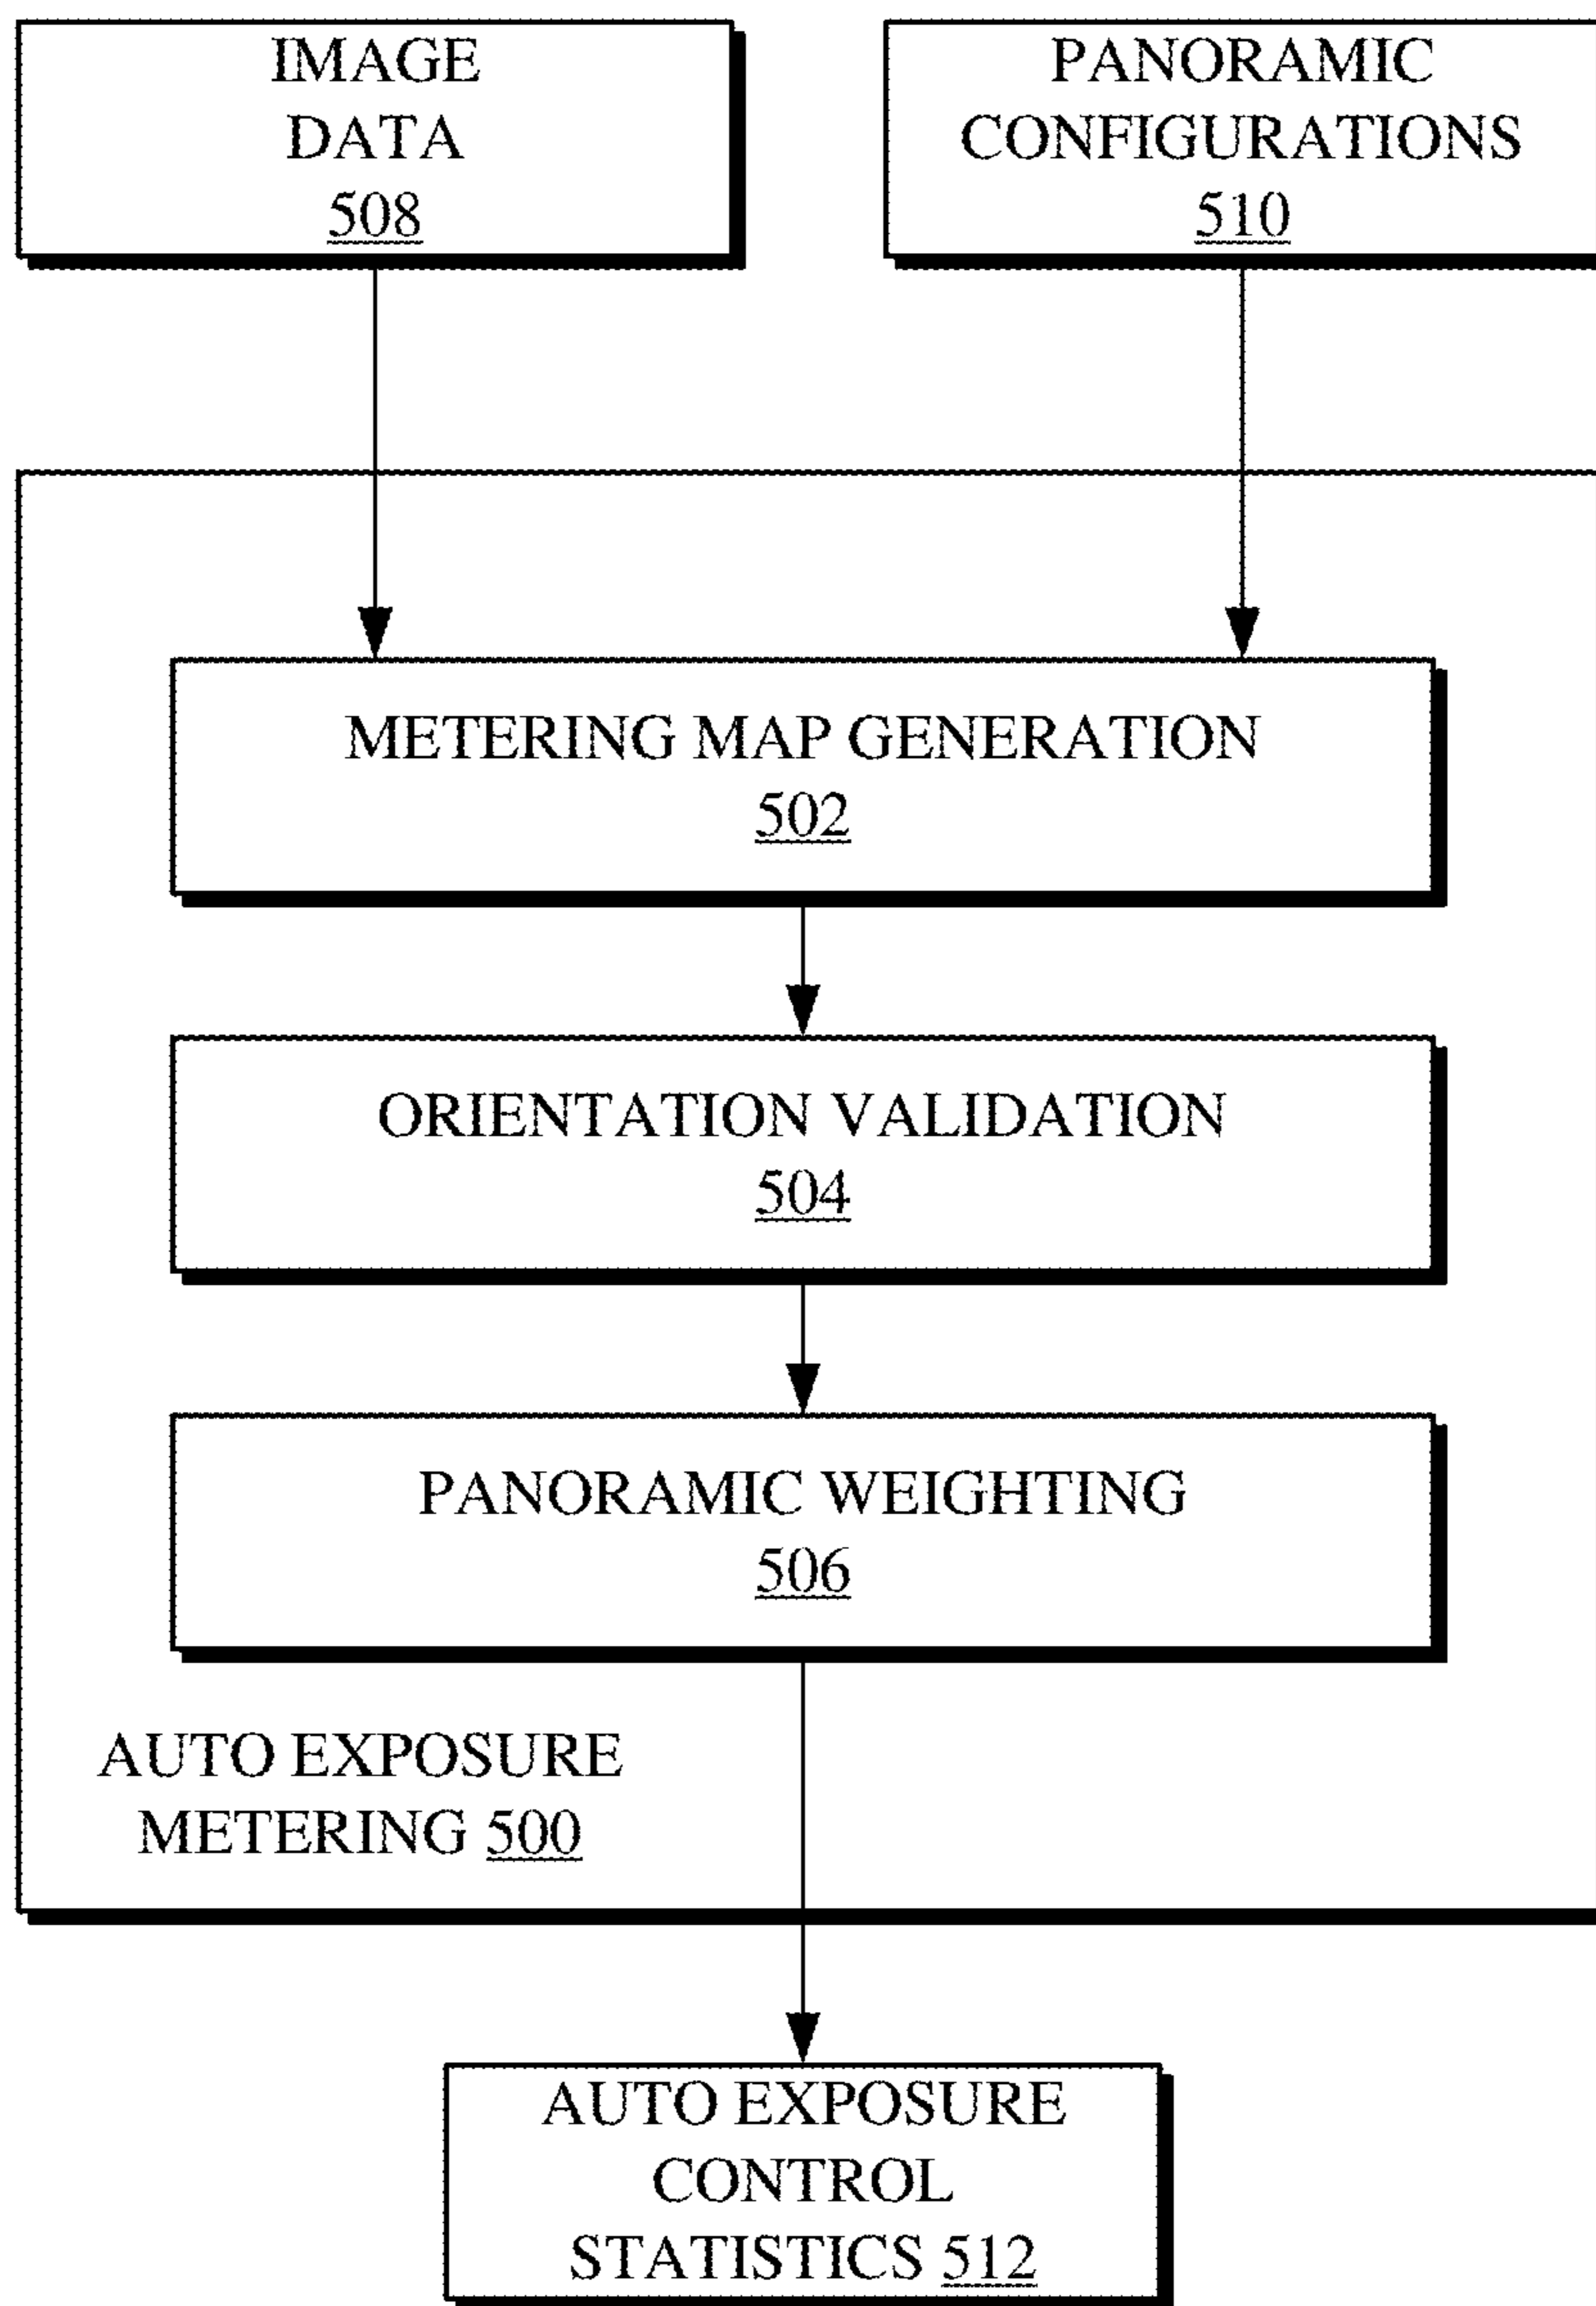 IMAGE
DATA
508
PANORAMIC
CONFIGURATIONS
510
METERING MAP GENERATION
502
ORIENTATION VALIDATION
504
PANORAMIC WEIGHTING
506
AUTO EXPOSURE
METERING 500
AUTO EXPOSURE
CONTROL
STATISTICS 512